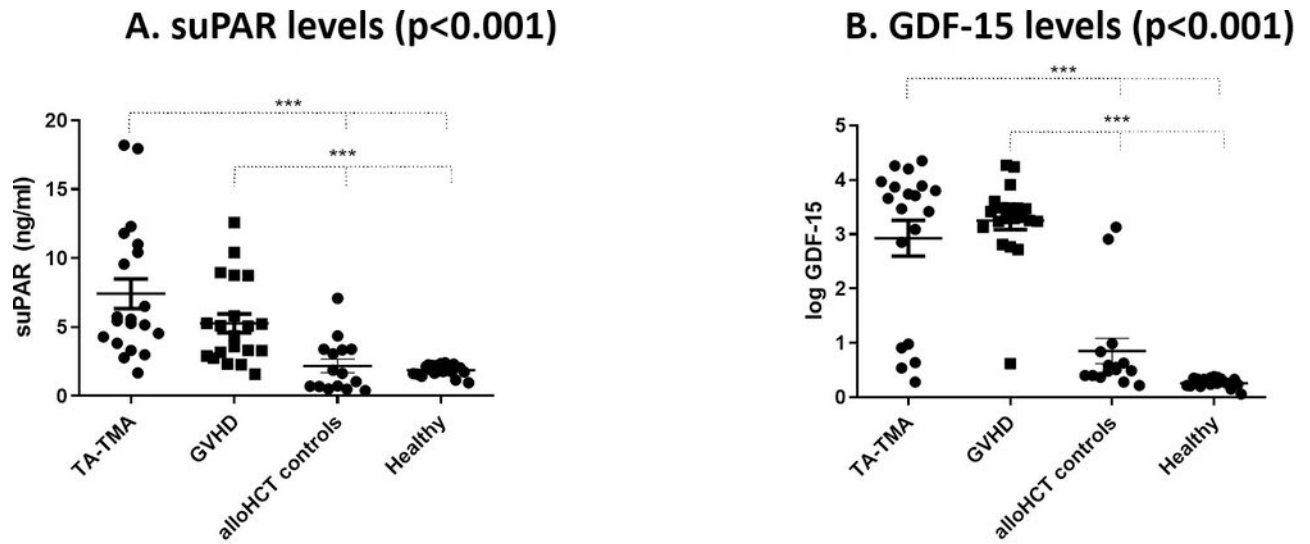 A. suPAR levels (p<0.001)
***
***
20
15
10
5
0
suPAR (ng/ml)
TA-TMA
GVHD
alloHCT controls
Healthy
B. GDF-15 levels (p<0.001)
***
***
5
4
3
2
1
0
log GDF-15
TA-TMA
GVHD
alloHCT controls
Healthy